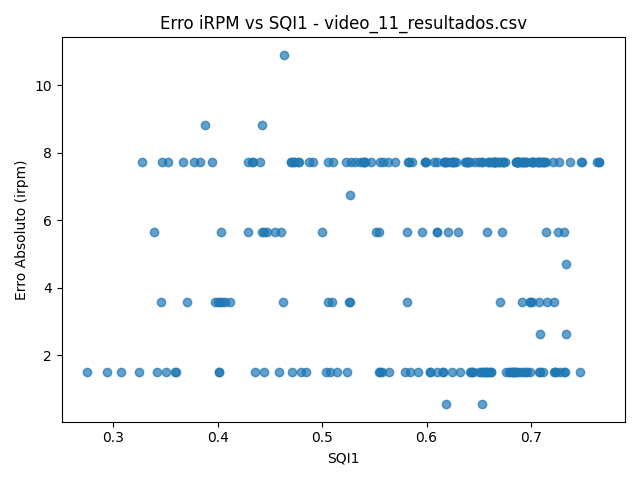 Erro iRPM vs SQI1 - video_11_resultados.csv
Erro Absoluto (irpm)
10
8
6
4
2
0.3 0.4 0.5 0.6 0.7
SQI1